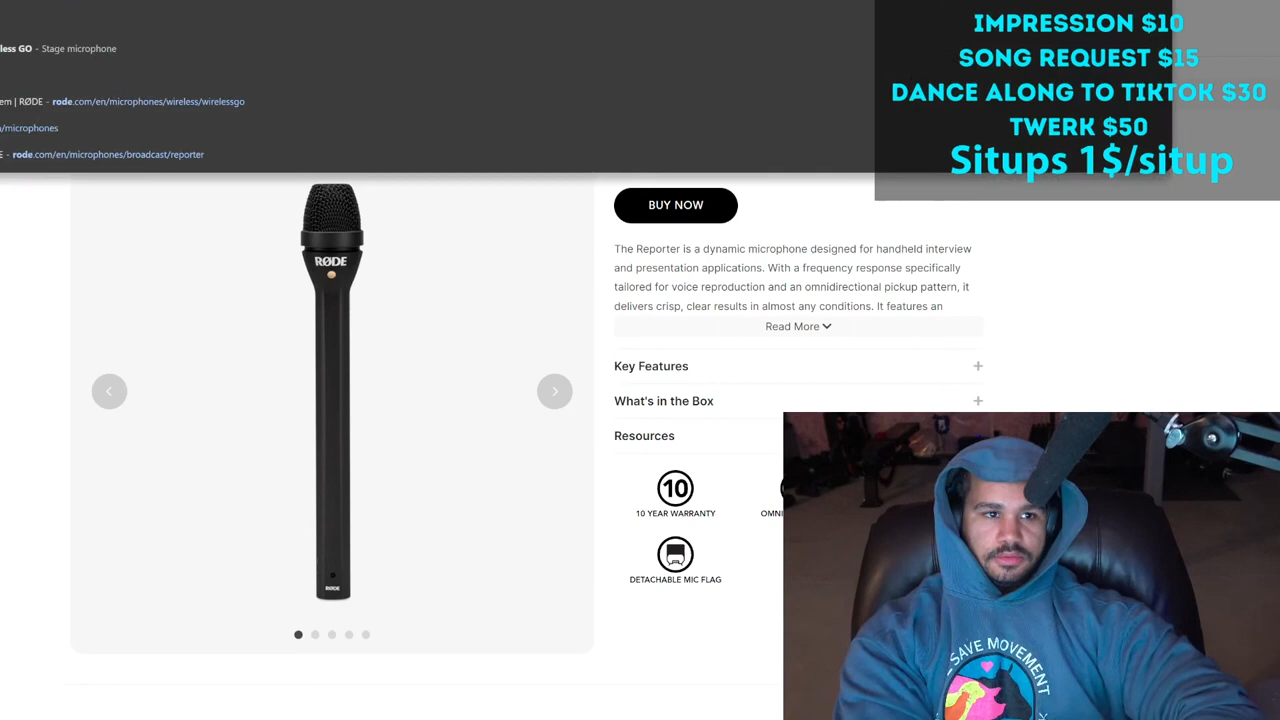 less GO - Stage microphone
em | RØDE - rode.com/en/microphones/wireless/wirelessgo
n/microphones
E - rode.com/en/microphones/broadcast/reporter
IMPRESSION $10
SONG REQUEST $15
DANCE ALONG TO TIKTOK $30
TWERK $50
Situps 1$/situp
BUY NOW
The Reporter is a dynamic microphone designed for handheld interview
and presentation applications. With a frequency response specifically
tailored for voice reproduction and an omnidirectional pickup pattern, it
delivers crisp, clear results in almost any conditions. It features an
Read More
Key Features
What's in the Box
Resources
10
10 YEAR WARRANTY
OMNI
DETACHABLE MIC FLAG
RØDE
RØDE
SAVE MOVEMENT